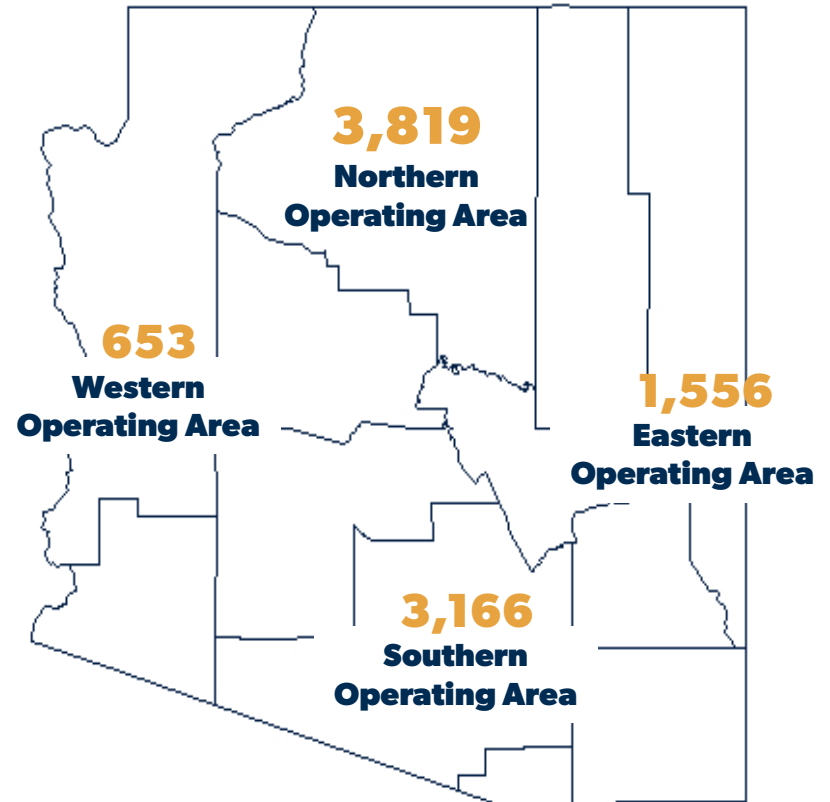 3,819
Northern
Operating Area
653
Western
Operating Area
1,556
Eastern
Operating Area
3,166
Southern
Operating Area